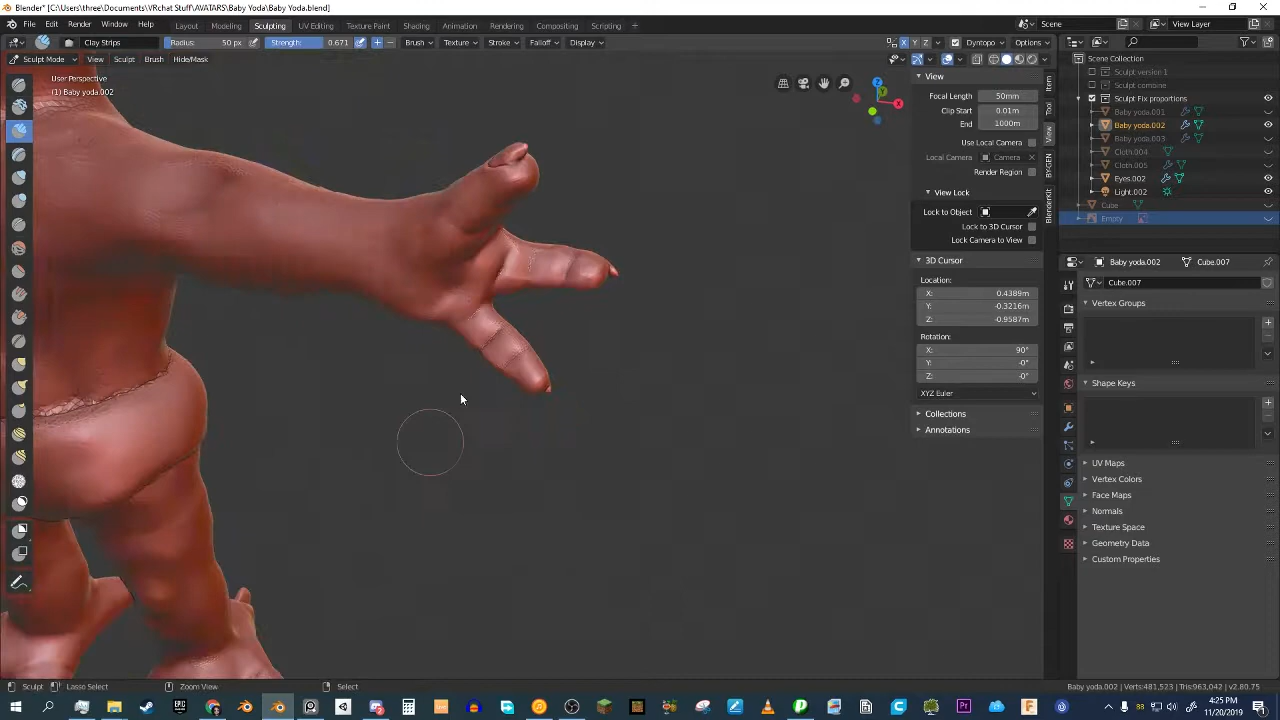 Blender* [C:\Users\three\Documents\VRchat Stuff\AVATARS\Baby Yoda\Baby Yoda.blend]
File Edit Render Window Help Layout Modeling Sculpting UV Editing Texture Paint Shading Animation Rendering Compositing Scripting + Scene View Layer
Clay Strips Radius: 50 px Strength: 0.671 Brush Texture Stroke Falloff Display X Y Z Dyntopo Options
Sculpt Mode View Sculpt Brush Hide/Mask
User Perspective
(1) Baby yoda.002
View
Focal Length 50mm
Clip Start 0.01m
End 1000m
Use Local Camera
Local Camera Camera
Render Region
View Lock
Lock to Object
Lock to 3D Cursor
Lock Camera to View
3D Cursor
Location:
X: 0.4389m
Y: -0.3216m
Z: -0.9587m
Rotation:
X: 90°
Y: -0°
Z: -0°
XYZ Euler
Collections
Annotations
Item
Tool
View
BY-GEN
BlenderKit
Scene Collection
Sculpt version 1
Sculpt combine
Sculpt Fix proportions
Baby yoda.001
Baby yoda.002
Baby yoda.003
Cloth.004
Cloth.005
Eyes.002
Light.002
Cube
Empty
Baby yoda.002 Cube.007
Cube.007
Vertex Groups
Shape Keys
UV Maps
Vertex Colors
Face Maps
Normals
Texture Space
Geometry Data
Custom Properties
Sculpt Lasso Select Zoom View Select Baby yoda.002 | Verts:481,523 | Tris:963,042 | v2.80.75
4:25 PM
11/20/2019